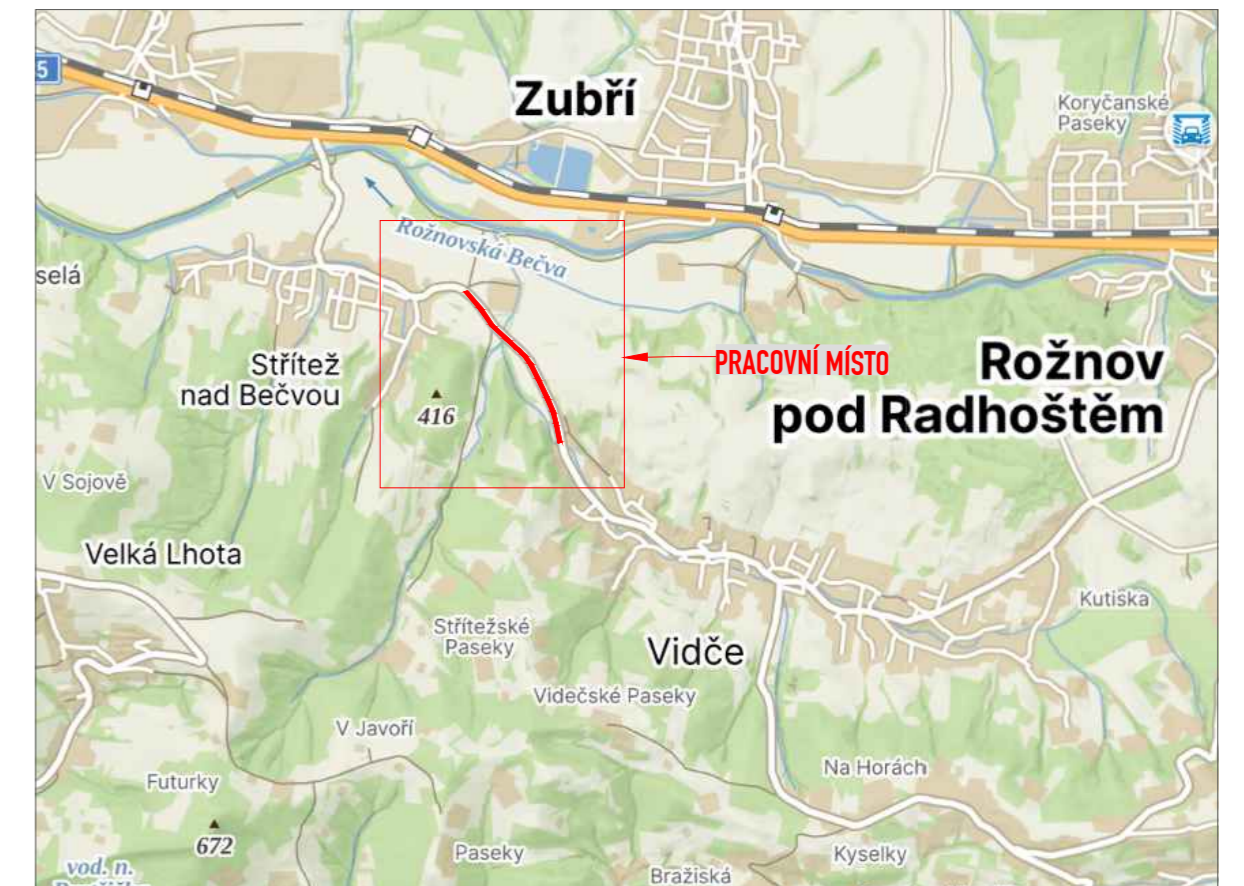 5
Zubří
Koryčanské
Paseky
Rožnovská Bečva
selá
Střítež
nad Bečvou
416
PRACOVNÍ MÍSTO
Rožnov
pod Radhoštěm
V Sojově
Velká Lhota
Střítežské
Paseky
Vidče
Kutiska
Videčské Paseky
V Javoří
Na Horách
Futurky
672
Paseky
Kyselky
vod. n.
Bražiská